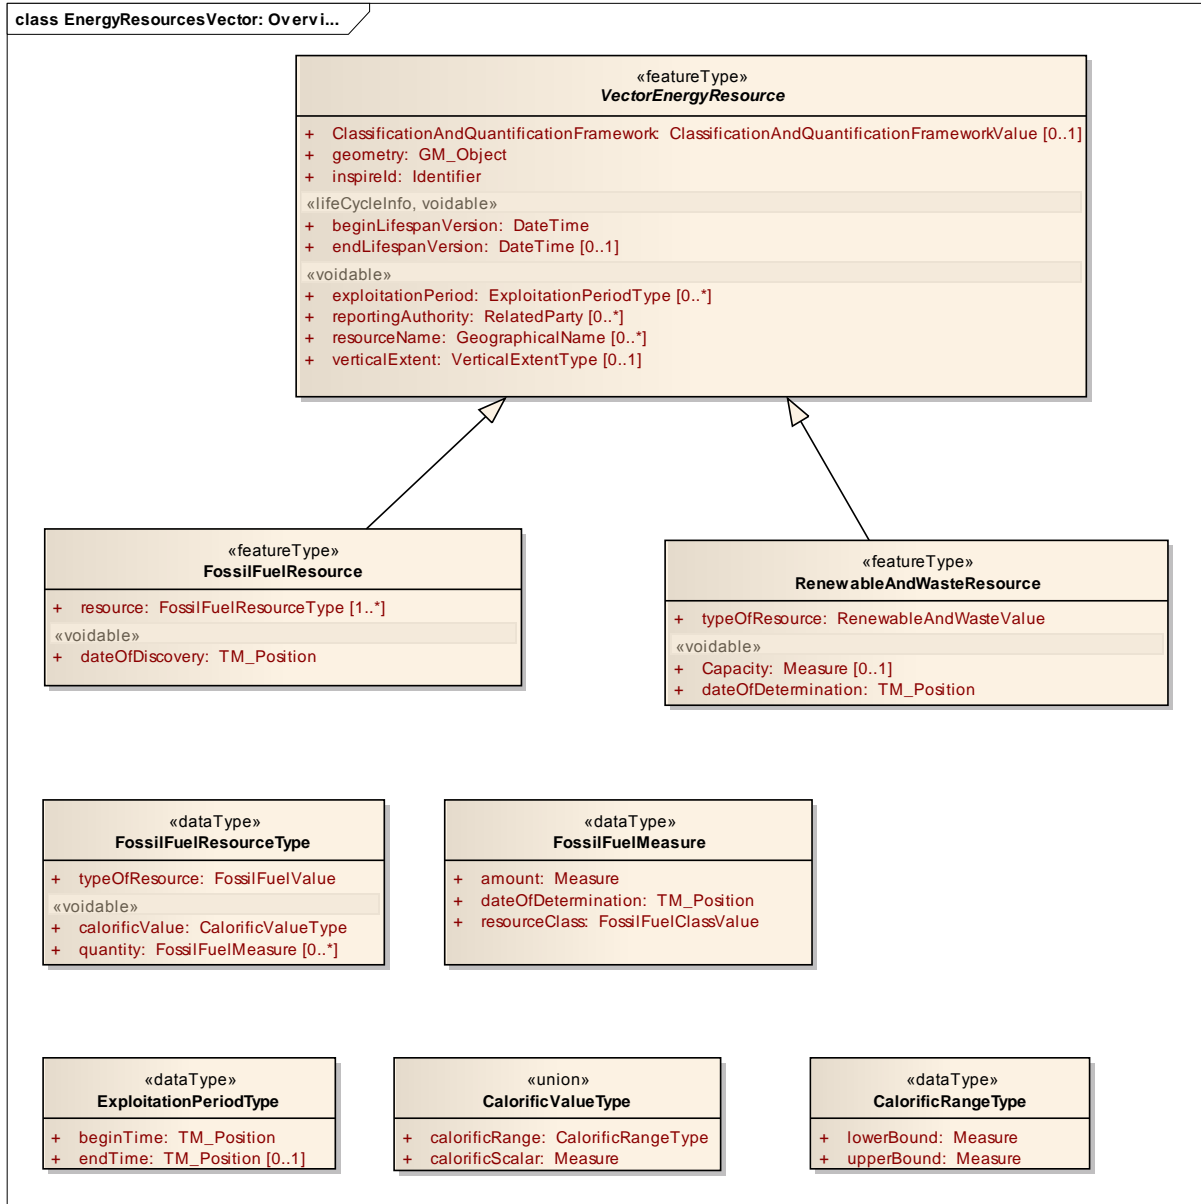 class EnergyResourcesVector: Overvi...
«featureType»
VectorEnergyResource
+ ClassificationAndQuantificationFramework: ClassificationAndQuantificationFrameworkValue [0..1]
+ geometry: GM_Object
+ inspireId: Identifier
«lifeCycleInfo, voidable»
+ beginLifespanVersion: DateTime
+ endLifespanVersion: DateTime [0..1]
«voidable»
+ exploitationPeriod: ExploitationPeriodType [0..*]
+ reportingAuthority: RelatedParty [0..*]
+ resourceName: GeographicalName [0..*]
+ verticalExtent: VerticalExtentType [0..1]
«featureType»
FossilFuelResource
+ resource: FossilFuelResourceType [1..*]
«voidable»
+ dateOfDiscovery: TM_Position
«featureType»
RenewableAndWasteResource
+ typeOfResource: RenewableAndWasteValue
«voidable»
+ Capacity: Measure [0..1]
+ dateOfDetermination: TM_Position
«dataType»
FossilFuelResourceType
+ typeOfResource: FossilFuelValue
«voidable»
+ calorificValue: CalorificValueType
+ quantity: FossilFuelMeasure [0..*]
«dataType»
FossilFuelMeasure
+ amount: Measure
+ dateOfDetermination: TM_Position
+ resourceClass: FossilFuelClassValue
«dataType»
ExploitationPeriodType
+ beginTime: TM_Position
+ endTime: TM_Position [0..1]
«union»
CalorificValueType
+ calorificRange: CalorificRangeType
+ calorificScalar: Measure
«dataType»
CalorificRangeType
+ lowerBound: Measure
+ upperBound: Measure